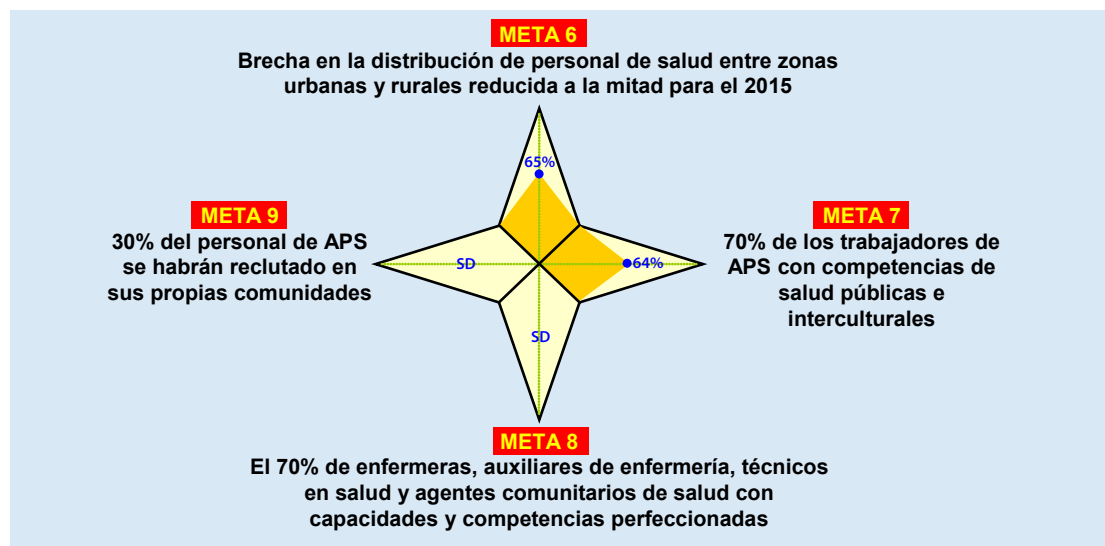 META 6
Brecha en la distribución de personal de salud entre zonas
urbanas y rurales reducida a la mitad para el 2015
65%
META 9
30% del personal de APS
se habrán reclutado en
sus propias comunidades
SD
64%
META 7
70% de los trabajadores de
APS con competencias de
salud públicas e
interculturales
SD
META 8
El 70% de enfermeras, auxiliares de enfermería, técnicos
en salud y agentes comunitarios de salud con
capacidades y competencias perfeccionadas